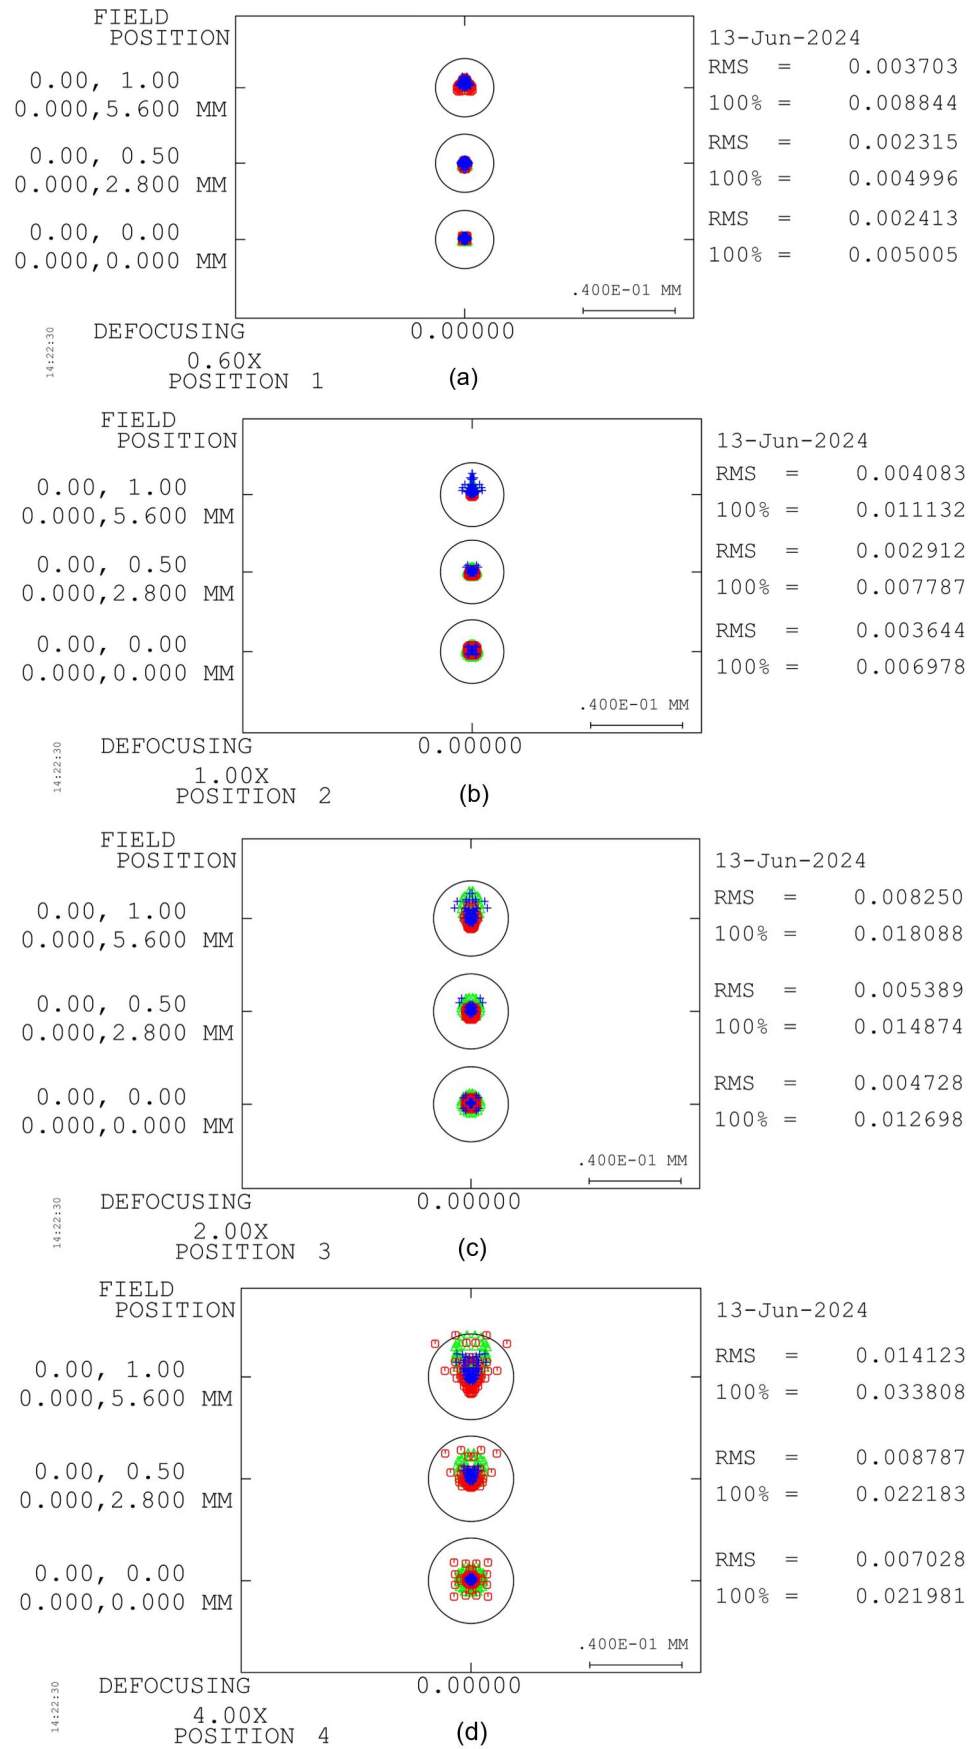 FIELD
POSITION
13-Jun-2024
0.00, 1.00
0.000,5.600 MM
RMS = 0.003703
100% = 0.008844
0.00, 0.50
0.000,2.800 MM
RMS = 0.002315
100% = 0.004996
0.00, 0.00
0.000,0.000 MM
RMS = 0.002413
100% = 0.005005
.400E-01 MM
DEFOCUSING 0.00000
14:22:30
0.60X
POSITION 1
(a)
FIELD
POSITION
13-Jun-2024
0.00, 1.00
0.000,5.600 MM
RMS = 0.004083
100% = 0.011132
0.00, 0.50
0.000,2.800 MM
RMS = 0.002912
100% = 0.007787
0.00, 0.00
0.000,0.000 MM
RMS = 0.003644
100% = 0.006978
.400E-01 MM
DEFOCUSING 0.00000
14:22:30
1.00X
POSITION 2
(b)
FIELD
POSITION
13-Jun-2024
0.00, 1.00
0.000,5.600 MM
RMS = 0.008250
100% = 0.018088
0.00, 0.50
0.000,2.800 MM
RMS = 0.005389
100% = 0.014874
0.00, 0.00
0.000,0.000 MM
RMS = 0.004728
100% = 0.012698
.400E-01 MM
DEFOCUSING 0.00000
14:22:30
2.00X
POSITION 3
(c)
FIELD
POSITION
13-Jun-2024
0.00, 1.00
0.000,5.600 MM
RMS = 0.014123
100% = 0.033808
0.00, 0.50
0.000,2.800 MM
RMS = 0.008787
100% = 0.022183
0.00, 0.00
0.000,0.000 MM
RMS = 0.007028
100% = 0.021981
.400E-01 MM
DEFOCUSING 0.00000
14:22:30
4.00X
POSITION 4
(d)